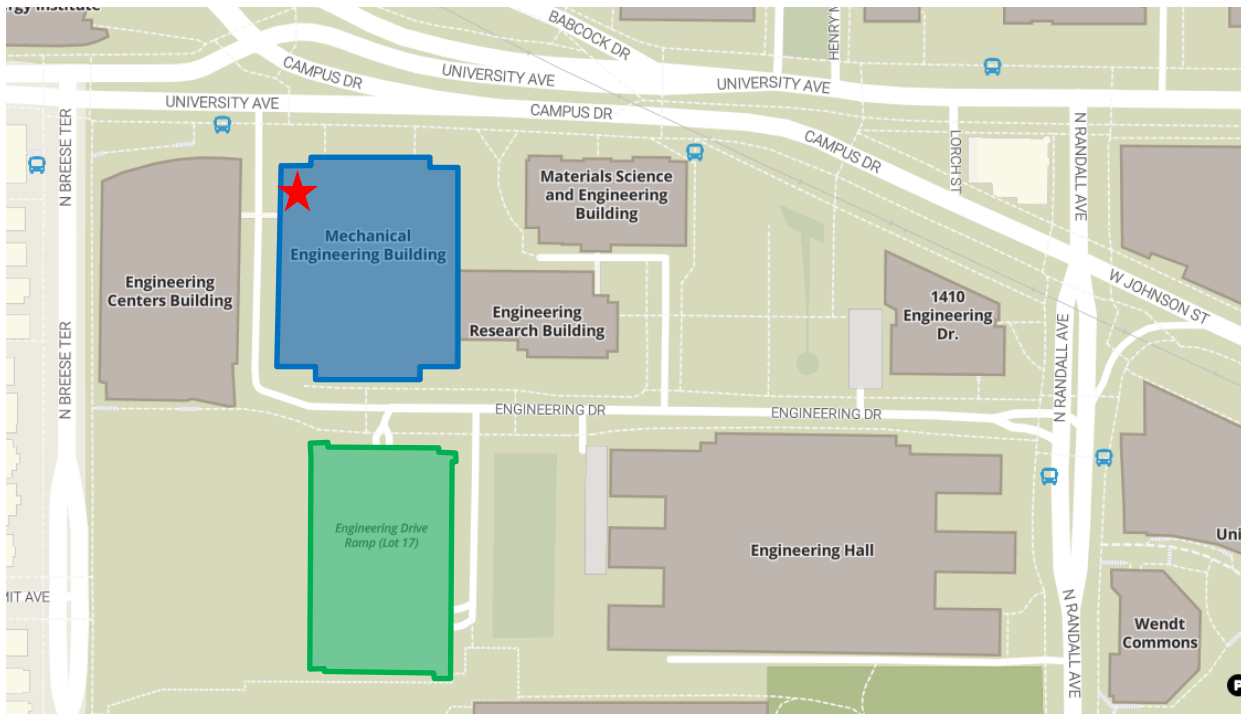 rgy Institute
BABCOCK DR
HENRY M
CAMPUS DR
UNIVERSITY AVE
UNIVERSITY AVE
UNIVERSITY AVE
CAMPUS DR
N BREESE TER
CAMPUS DR
LORCH ST
N RANDALL AVE
Materials Science
and Engineering
Building
Mechanical
Engineering Building
Engineering
Centers Building
Engineering
Research Building
1410
Engineering
Dr.
W JOHNSON ST
N BREESE TER
N RANDALL AVE
ENGINEERING DR
ENGINEERING DR
Engineering Drive
Ramp (Lot 17)
Engineering Hall
Uni
MIT AVE
N RANDALL AVE
Wendt
Commons
P